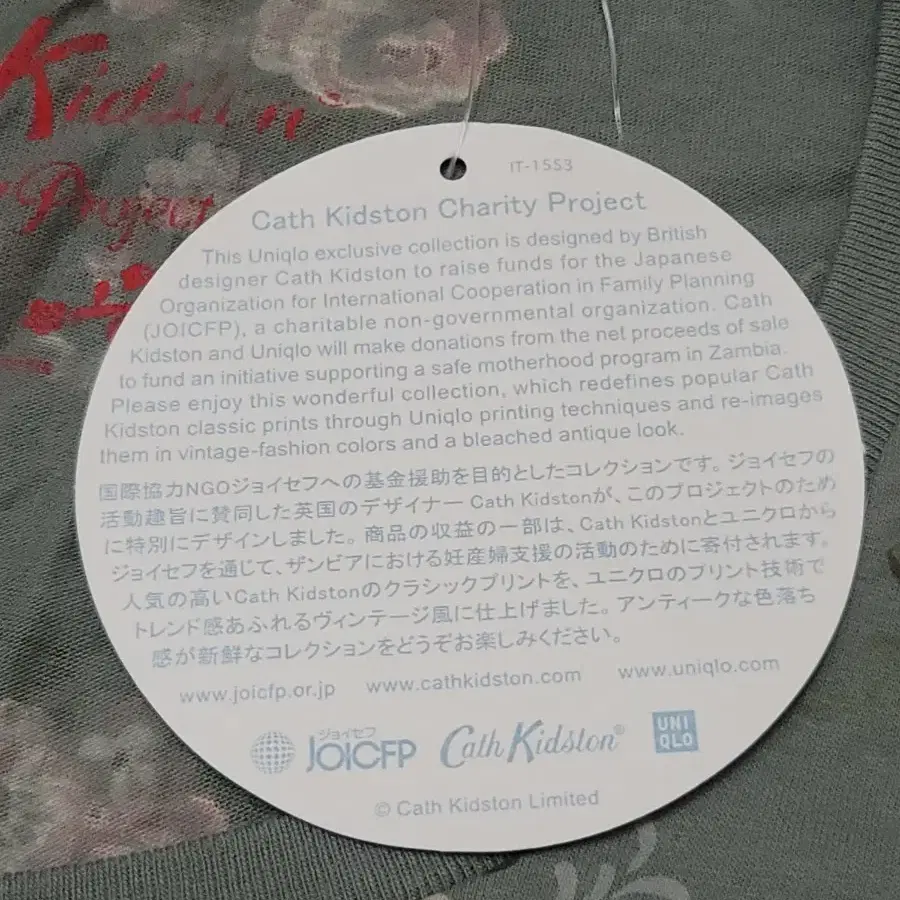 Kidston
Project
IT-1553
Cath Kidston Charity Project
This Uniqlo exclusive collection is designed by British
designer Cath Kidston to raise funds for the Japanese
Organization for International Cooperation in Family Planning
(JOICFP), a charitable non-governmental organization. Cath
Kidston and Uniqlo will make donations from the net proceeds of sale
to fund an initiative supporting a safe motherhood program in Zambia.
Please enjoy this wonderful collection, which redefines popular Cath
Kidston classic prints through Uniqlo printing techniques and re-images
them in vintage-fashion colors and a bleached antique look.
国際協力NGOジョイセフへの基金援助を目的としたコレクションです。ジョイセフの
活動趣旨に賛同した英国のデザイナーCath Kidstonが、このプロジェクトのため
に特別にデザインしました。商品の収益の一部は、Cath Kidstonとユニクロから
ジョイセフを通じて、ザンビアにおける妊産婦支援の活動のために寄付されます。
人気の高いCath Kidstonのクラシックプリントを、ユニクロのプリント技術で
トレンド感あふれるヴィンテージ風に仕上げました。アンティークな色落ち
感が新鮮なコレクションをどうぞお楽しみください。
www.joicfp.or.jp www.cathkidston.com www.uniqlo.com
ジョイセフ
JOICFP Cath Kidston® UNI
QLO
© Cath Kidston Limited